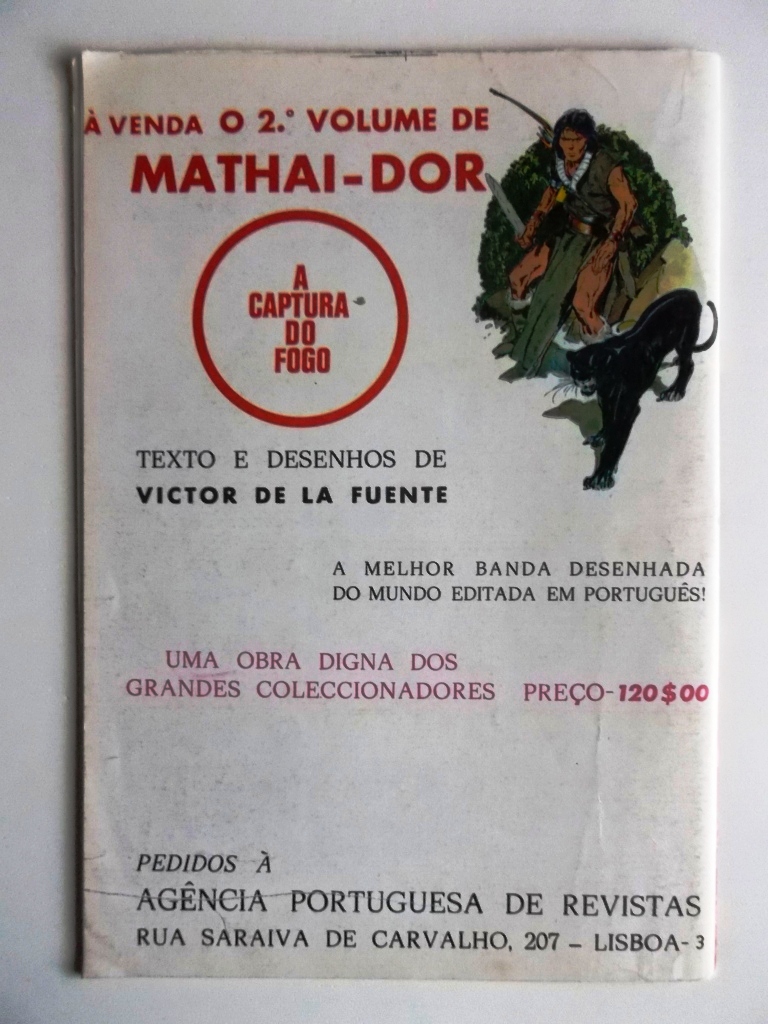 À VENDA O 2.º VOLUME DE
MATHAI-DOR
A
CAPTURA
DO
FOGO
TEXTO E DESENHOS DE
VICTOR DE LA FUENTE
A MELHOR BANDA DESENHADA
DO MUNDO EDITADA EM PORTUGUÊS!
UMA OBRA DIGNA DOS
GRANDES COLECCIONADORES PREÇO-120$00
PEDIDOS À
AGÊNCIA PORTUGUESA DE REVISTAS
RUA SARAIVA DE CARVALHO, 207 – LISBOA-3